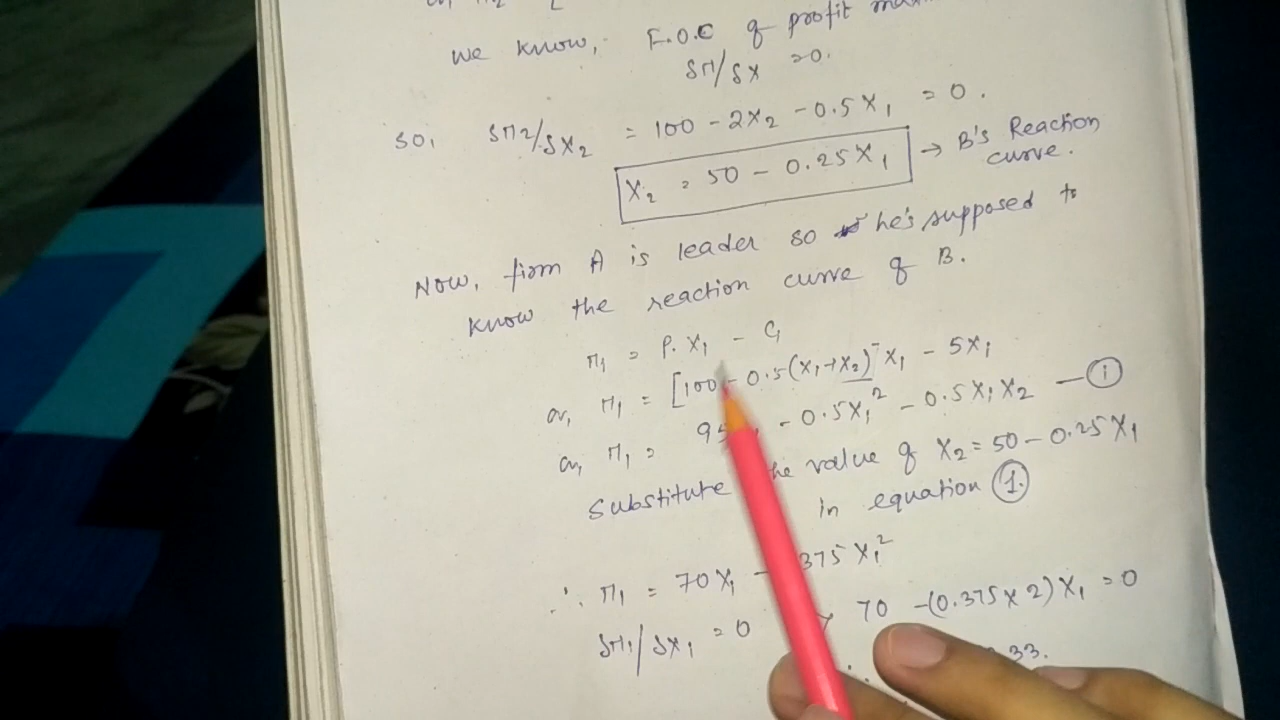 we know, F.O.C of profit
δπ/δX = 0.
so, δπ2/δX₂ = 100 - 2X₂ - 0.5X₁ = 0.
X₂ = 50 - 0.25X₁ → B's Reaction curve.
Now, firm A is leader so he's supposed to
know the reaction curve of B.
π₁ = P.X₁ - C₁
or, π₁ = [100 - 0.5(X₁+X₂)] X₁ - 5X₁
or, π₁ = 95 - 0.5X₁² - 0.5X₁X₂ — (i)
Substitute value of X₂ = 50 - 0.25X₁
in equation (1).
∴ π₁ = 70X₁ - 375X₁²
δπ₁/δX₁ = 0 70 - (0.375 x 2) X₁ = 0
33.